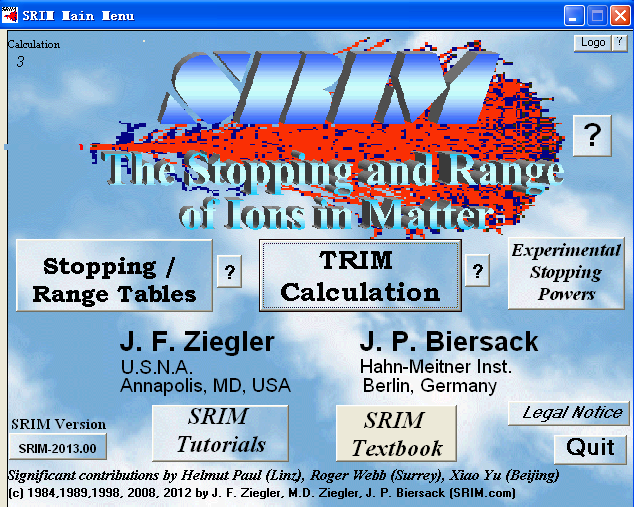 SRIM Main Menu
Calculation
3
Logo ?
SRIM
?
The Stopping and Range
of Ions in Matter
Stopping /
Range Tables
?
TRIM
Calculation
?
Experimental
Stopping
Powers
J. F. Ziegler
U.S.N.A.
Annapolis, MD, USA
J. P. Biersack
Hahn-Meitner Inst.
Berlin, Germany
SRIM Version
SRIM-2013.00
SRIM
Tutorials
SRIM
Textbook
Legal Notice
Quit
Significant contributions by Helmut Paul (Linz), Roger Webb (Surrey), Xiao Yu (Beijing)
(c) 1984,1989,1998, 2008, 2012 by J. F. Ziegler, M.D. Ziegler, J. P. Biersack (SRIM.com)